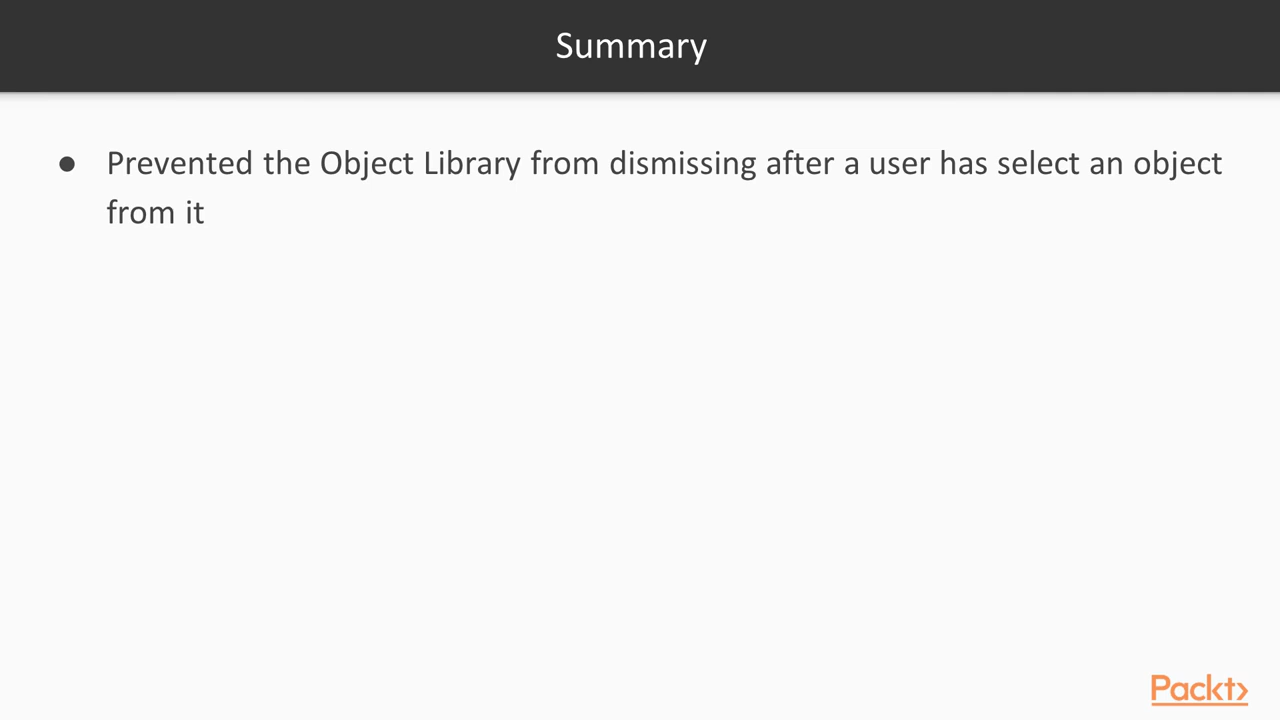 Summary
● Prevented the Object Library from dismissing after a user has select an object
from it
Packt>